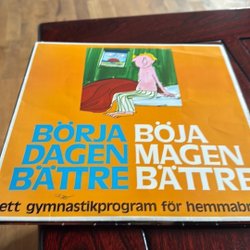 BÖRJA
DAGEN
BÄTTRE
BÖJA
MAGEN
BÄTTRE
ett gymnastikprogram för hemmabr